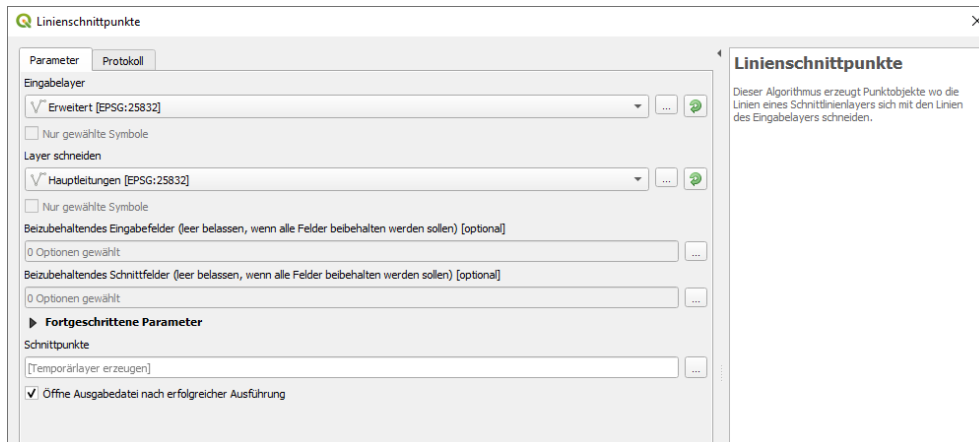 Linienschnittpunkte
Parameter
Protokoll
Eingabelayer
Erweitert [EPSG:25832]
...
Nur gewählte Symbole
Layer schneiden
Hauptleitungen [EPSG:25832]
...
Nur gewählte Symbole
Beizubehaltendes Eingabefelder (leer belassen, wenn alle Felder beibehalten werden sollen) [optional]
0 Optionen gewählt
...
Beizubehaltendes Schnittfelder (leer belassen, wenn alle Felder beibehalten werden sollen) [optional]
0 Optionen gewählt
...
Fortgeschrittene Parameter
Schnittpunkte
[Temporärlayer erzeugen]
...
Öffne Ausgabedatei nach erfolgreicher Ausführung
Linienschnittpunkte
Dieser Algorithmus erzeugt Punktobjekte wo die
Linien eines Schnittlinienlayers sich mit den Linien
des Eingabelayers schneiden.